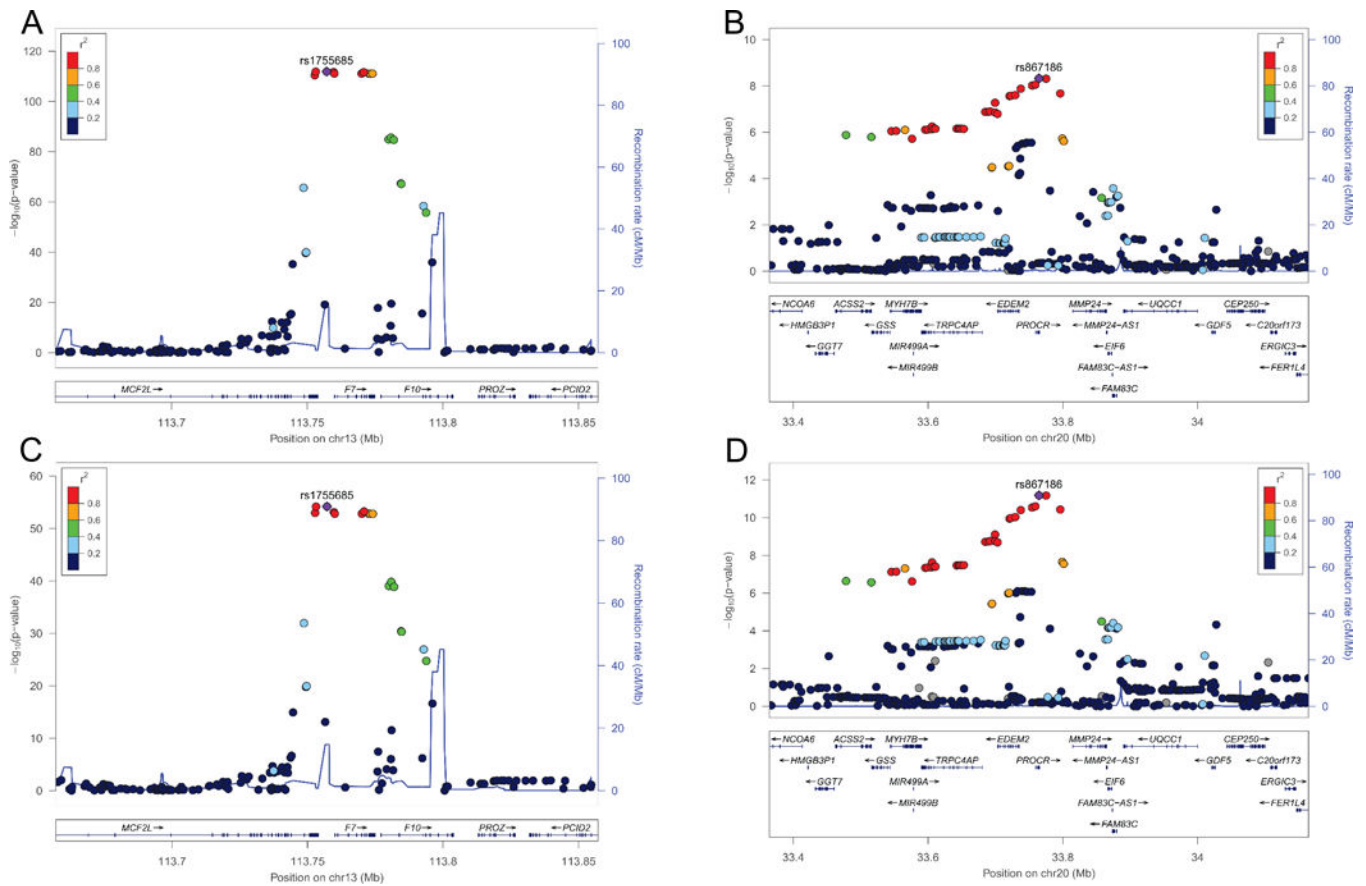 A
r²
0.8
0.6
0.4
0.2
rs1755685
120
100
80
60
40
20
0
−log₁₀(p−value)
100
80
60
40
20
0
Recombination rate (cM/Mb)
MCF2L→
F7→
F10→
PROZ→
←PCID2
113.7
113.75
113.8
113.85
Position on chr13 (Mb)
B
r²
0.8
0.6
0.4
0.2
rs867186
10
8
6
4
2
0
−log₁₀(p−value)
100
80
60
40
20
0
Recombination rate (cM/Mb)
←NCOA6
ACSS2→
MYH7B→
←EDEM2
MMP24→
←UQCC1
CEP250→
←HMGB3P1
←GSS
←TRPC4AP
PROCR→
←MMP24−AS1
←GDF5
←C20orf173
←GGT7
MIR499A→
←EIF6
ERGIC3→
←MIR499B
FAM83C−AS1→
←FER1L4
←FAM83C
33.4
33.6
33.8
34
Position on chr20 (Mb)
C
r²
0.8
0.6
0.4
0.2
rs1755685
60
50
40
30
20
10
0
−log₁₀(p−value)
100
80
60
40
20
0
Recombination rate (cM/Mb)
MCF2L→
F7→
F10→
PROZ→
←PCID2
113.7
113.75
113.8
113.85
Position on chr13 (Mb)
D
r²
0.8
0.6
0.4
0.2
rs867186
12
10
8
6
4
2
0
−log₁₀(p−value)
100
80
60
40
20
0
Recombination rate (cM/Mb)
←NCOA6
ACSS2→
MYH7B→
←EDEM2
MMP24→
←UQCC1
CEP250→
HMGB3P1→
←GSS
←TRPC4AP
PROCR→
←MMP24−AS1
←GDF5
←C20orf173
←GGT7
MIR499A→
←EIF6
ERGIC3→
←MIR499B
FAM83C−AS1→
←FER1L4
←FAM83C
33.4
33.6
33.8
34
Position on chr20 (Mb)